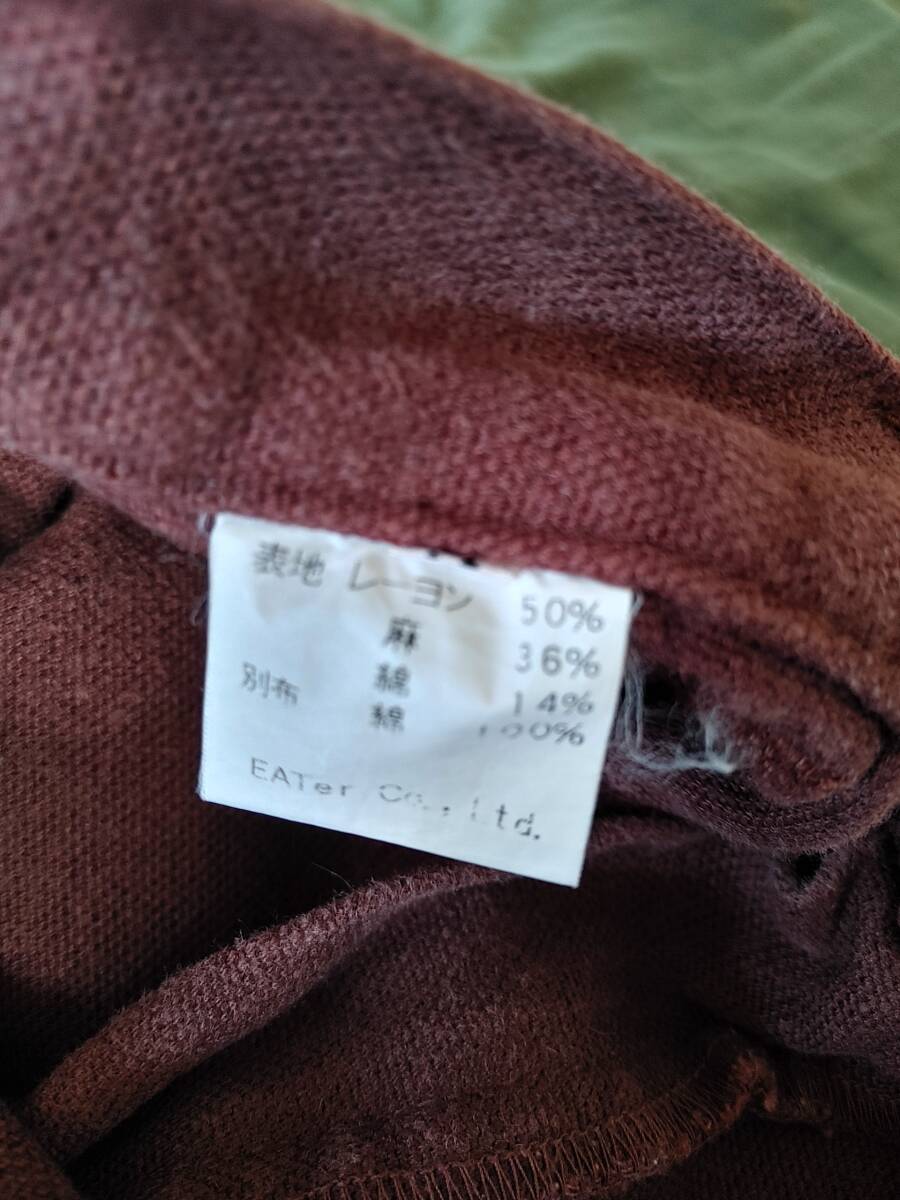 表地 レーヨン 50%
麻 36%
綿 14%
別布 綿 100%
EATer Co., Ltd.